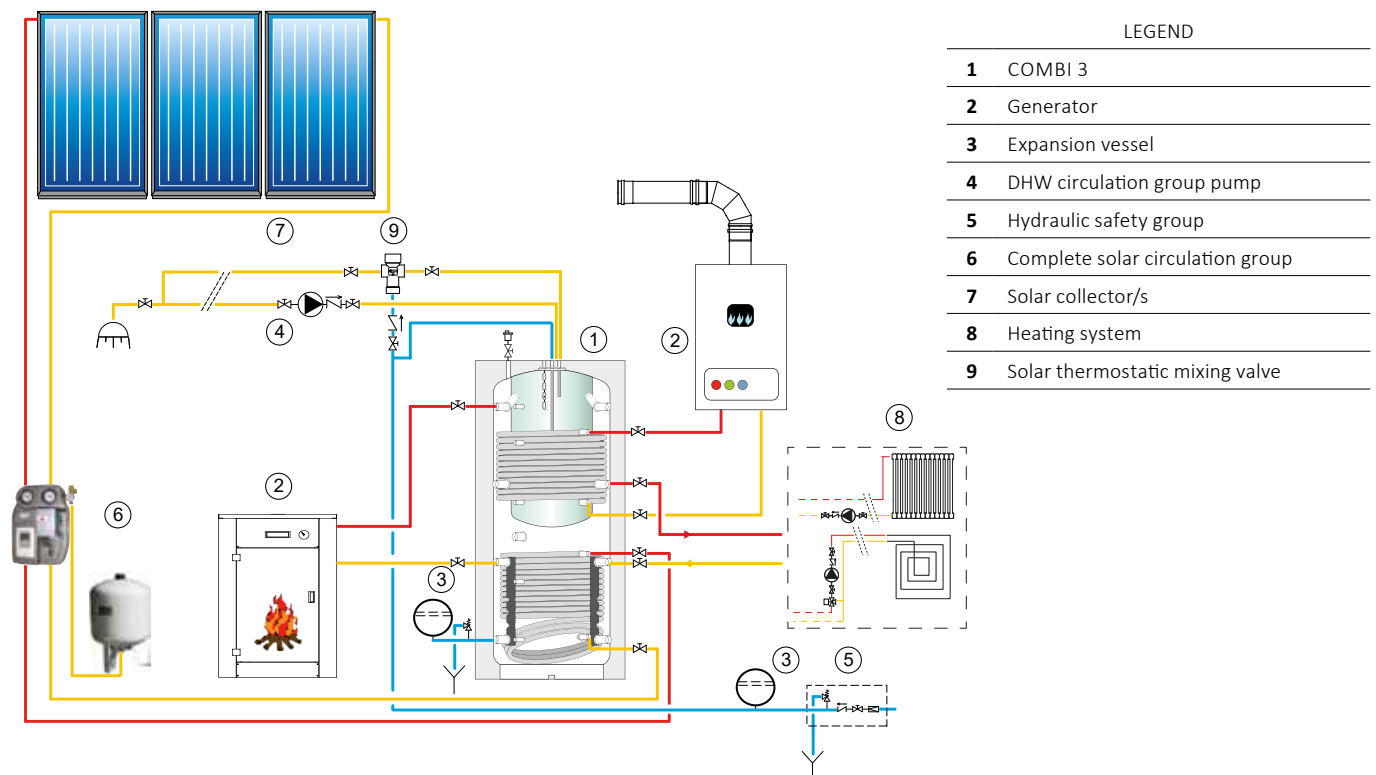 LEGEND
1 COMBI 3
2 Generator
3 Expansion vessel
4 DHW circulation group pump
5 Hydraulic safety group
6 Complete solar circulation group
7 Solar collector/s
8 Heating system
9 Solar thermostatic mixing valve
7
9
4
1
2
8
2
6
3
3
5